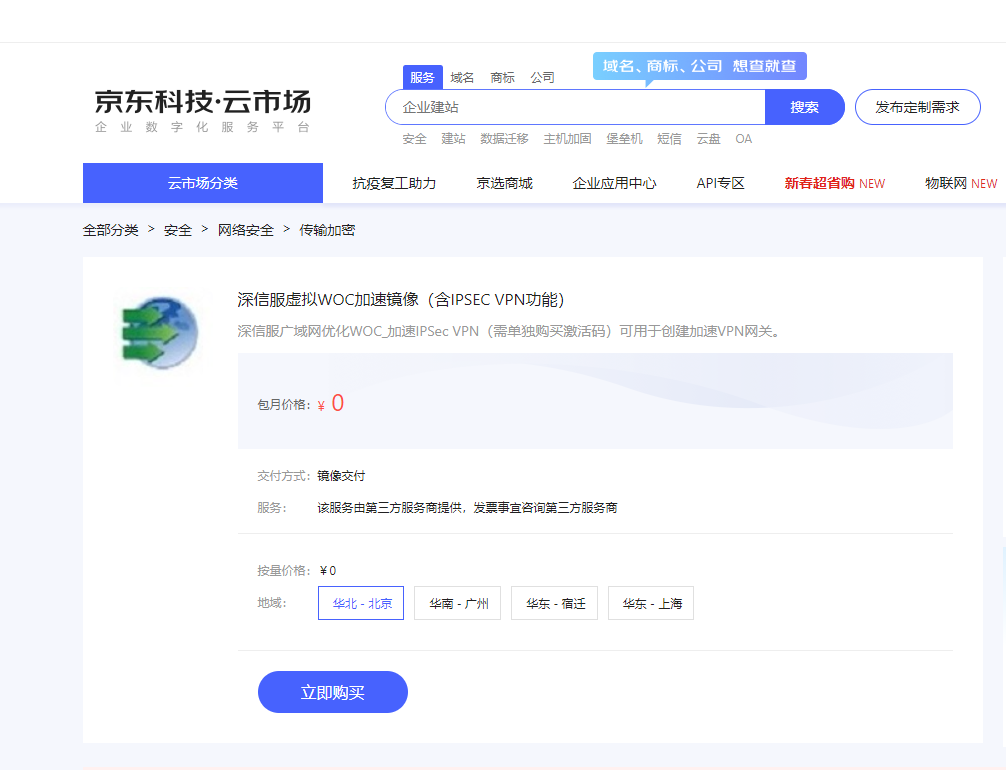 域名、商标、公司 想查就查
服务 域名 商标 公司
京东科技·云市场
企业数字化服务平台
企业建站 搜索 发布定制需求
安全 建站 数据迁移 主机加固 堡垒机 短信 云盘 OA
云市场分类 抗疫复工助力 京选商城 企业应用中心 API专区 新春超省购 NEW 物联网 NEW
全部分类 > 安全 > 网络安全 > 传输加密
深信服虚拟WOC加速镜像（含IPSEC VPN功能）
深信服广域网优化WOC_加速IPSec VPN（需单独购买激活码）可用于创建加速VPN网关。
包月价格： ¥ 0
交付方式： 镜像交付
服务： 该服务由第三方服务商提供，发票事宜咨询第三方服务商
按量价格： ¥0
地域： 华北 - 北京 华南 - 广州 华东 - 宿迁 华东 - 上海
立即购买